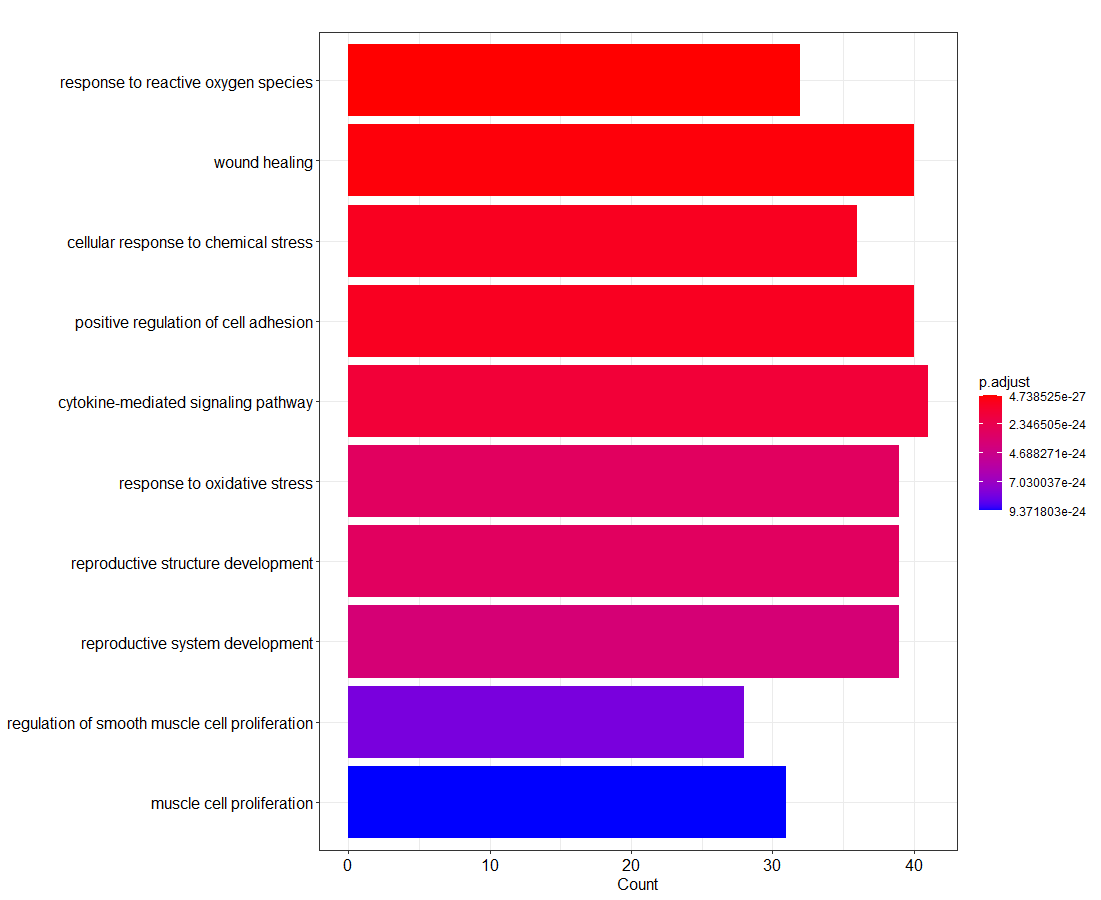 response to reactive oxygen species
wound healing
cellular response to chemical stress
positive regulation of cell adhesion
cytokine-mediated signaling pathway
response to oxidative stress
reproductive structure development
reproductive system development
regulation of smooth muscle cell proliferation
muscle cell proliferation
0 10 20 30 40
Count
p.adjust
4.738525e-27
2.346505e-24
4.688271e-24
7.030037e-24
9.371803e-24